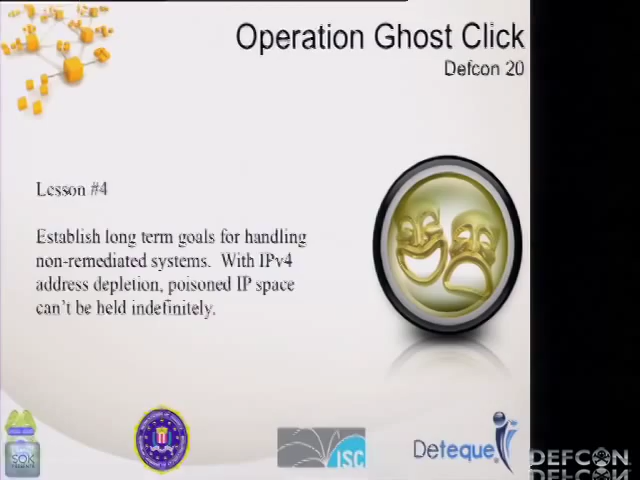 Operation Ghost Click
Defcon 20
Lesson #4
Establish long term goals for handling
non-remediated systems.  With IPv4
address depletion, poisoned IP space
can't be held indefinitely.
SOK
ISC
Deteque
DEFCON